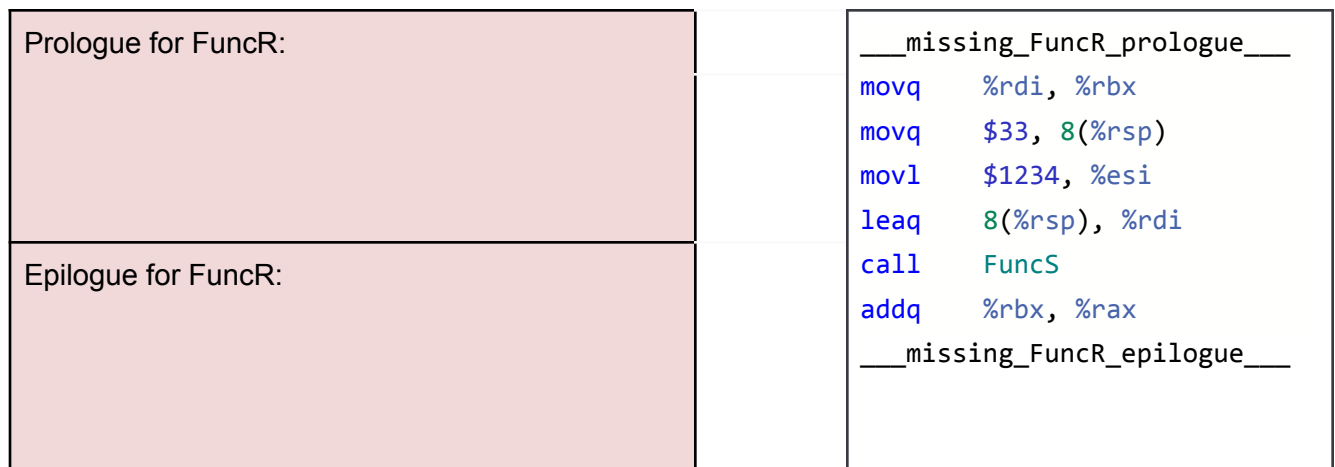 Prologue for FuncR:
Epilogue for FuncR:
___missing_FuncR_prologue___
movq %rdi, %rbx
movq $33, 8(%rsp)
movl $1234, %esi
leaq 8(%rsp), %rdi
call FuncS
addq %rbx, %rax
___missing_FuncR_epilogue___